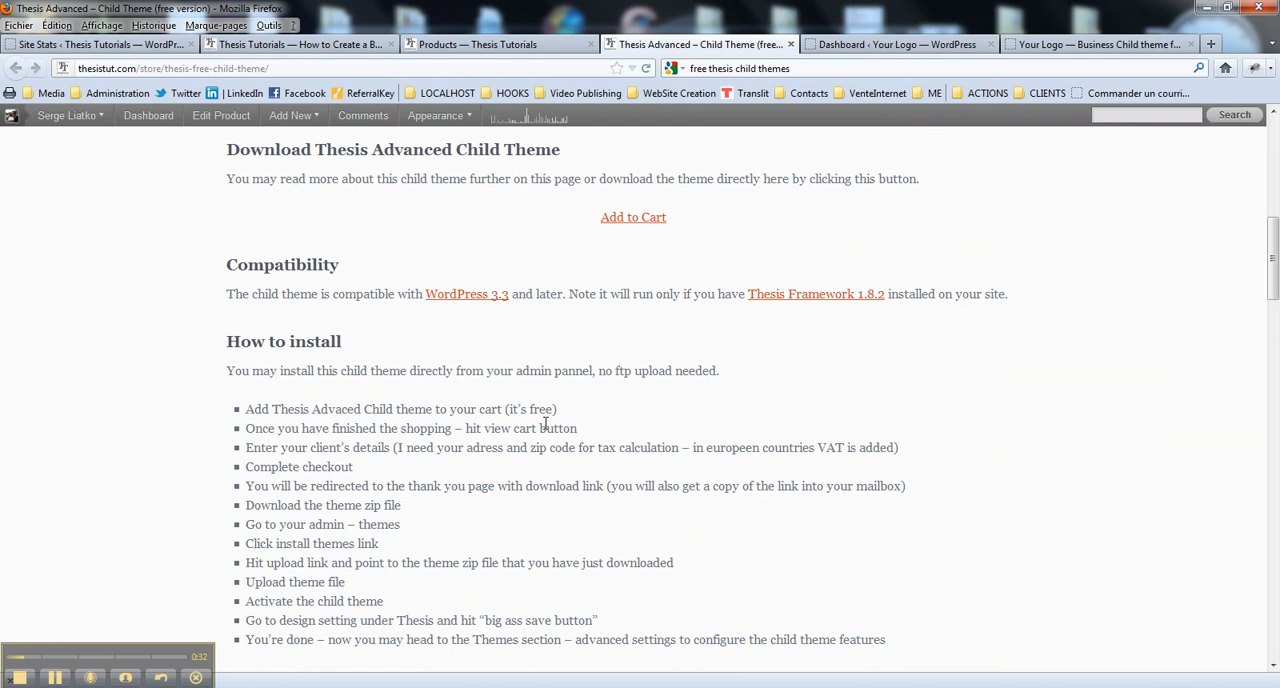 Thesis Advanced – Child Theme (free version) - Mozilla Firefox
Fichier Édition Affichage Historique Marque-pages Outils ?
Site Stats ‹ Thesis Tutorials — WordPr... Thesis Tutorials — How to Create a B... Products — Thesis Tutorials Thesis Advanced – Child Theme (free... Dashboard ‹ Your Logo — WordPress Your Logo — Business Child theme f...
thesistut.com/store/thesis-free-child-theme/ free thesis child themes
Media Administration Twitter LinkedIn Facebook ReferralKey LOCALHOST HOOKS Video Publishing WebSite Creation Translit Contacts VenteInternet ME ACTIONS CLIENTS Commander un courri...
Serge Liatko Dashboard Edit Product Add New Comments Appearance Search
Download Thesis Advanced Child Theme
You may read more about this child theme further on this page or download the theme directly here by clicking this button.
Add to Cart
Compatibility
The child theme is compatible with WordPress 3.3 and later. Note it will run only if you have Thesis Framework 1.8.2 installed on your site.
How to install
You may install this child theme directly from your admin pannel, no ftp upload needed.
Add Thesis Advaced Child theme to your cart (it's free)
Once you have finished the shopping – hit view cart button
Enter your client's details (I need your adress and zip code for tax calculation – in europeen countries VAT is added)
Complete checkout
You will be redirected to the thank you page with download link (you will also get a copy of the link into your mailbox)
Download the theme zip file
Go to your admin – themes
Click install themes link
Hit upload link and point to the theme zip file that you have just downloaded
Upload theme file
Activate the child theme
Go to design setting under Thesis and hit "big ass save button"
You're done – now you may head to the Themes section – advanced settings to configure the child theme features
0:32